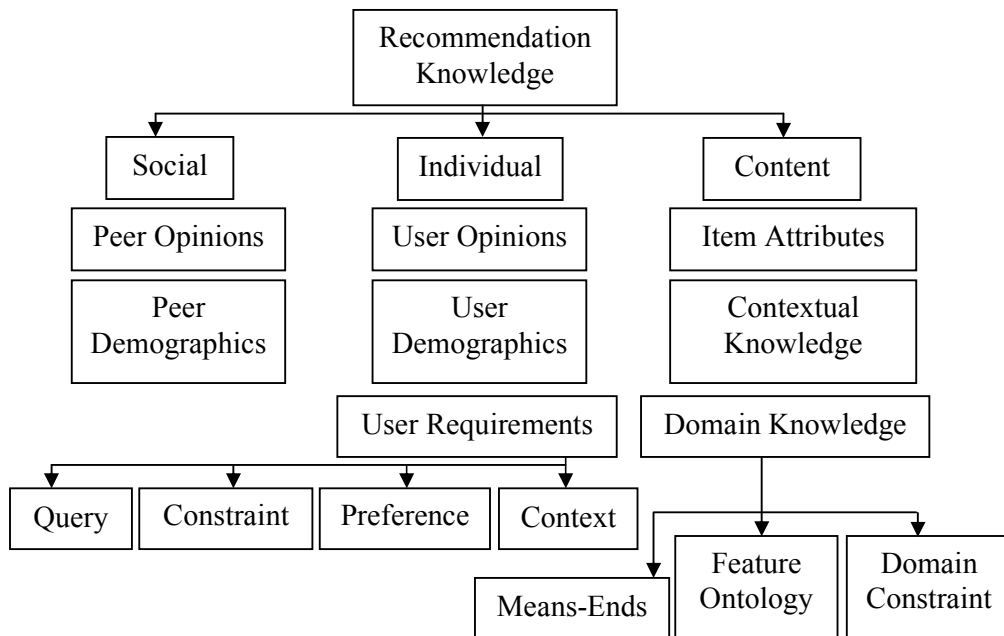 Recommendation
Knowledge
Social
Individual
Content
Peer Opinions
User Opinions
Item Attributes
Peer
Demographics
User
Demographics
Contextual
Knowledge
User Requirements
Domain Knowledge
Query
Constraint
Preference
Context
Means-Ends
Feature
Ontology
Domain
Constraint